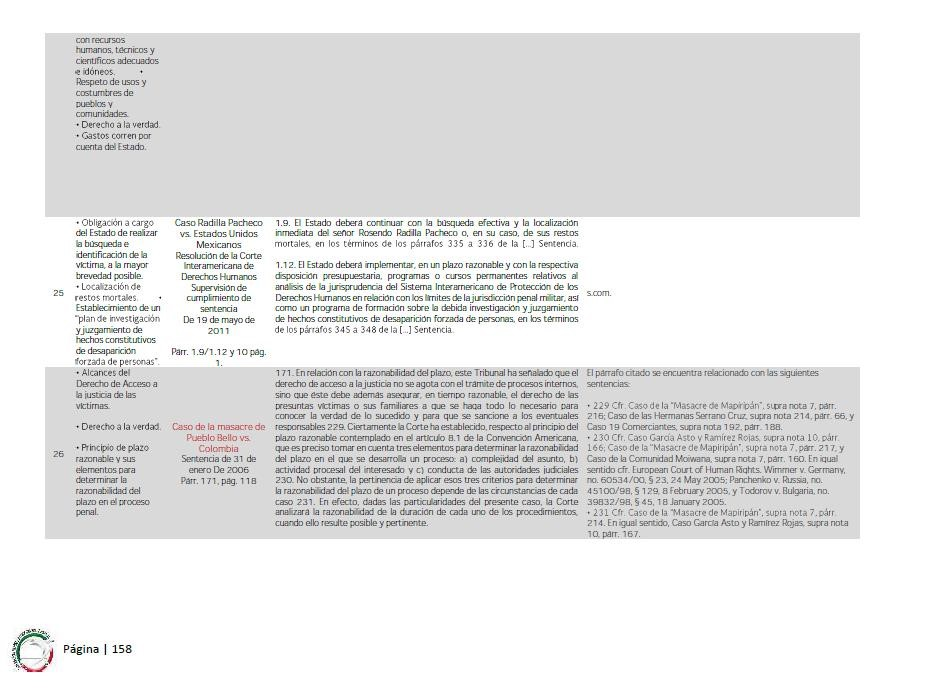 con recursos
humanos, técnicos y
científicos adecuados
e idóneos. •
Respeto de usos y
costumbres de
pueblos y
comunidades.
• Derecho a la verdad.
• Gastos corren por
cuenta del Estado.
25
• Obligación a cargo
del Estado de realizar
la búsqueda e
identificación de la
víctima, a la mayor
brevedad posible.
• Localización de
restos mortales. •
Establecimiento de un
"plan de investigación
y juzgamiento de
hechos constitutivos
de desaparición
forzada de personas".
Caso Radilla Pacheco
vs. Estados Unidos
Mexicanos
Resolución de la Corte
Interamericana de
Derechos Humanos
Supervisión de
cumplimiento de
sentencia
De 19 de mayo de
2011
Párr. 1.9/1.12 y 10 pág.
1.
1.9. El Estado deberá continuar con la búsqueda efectiva y la localización
inmediata del señor Rosendo Radilla Pacheco o, en su caso, de sus restos
mortales, en los términos de los párrafos 335 a 336 de la [...] Sentencia.
1.12. El Estado deberá implementar, en un plazo razonable y con la respectiva
disposición presupuestaria, programas o cursos permanentes relativos al
análisis de la jurisprudencia del Sistema Interamericano de Protección de los
Derechos Humanos en relación con los límites de la jurisdicción penal militar, así
como un programa de formación sobre la debida investigación y juzgamiento
de hechos constitutivos de desaparición forzada de personas, en los términos
de los párrafos 345 a 348 de la [...] Sentencia.
s.com.
26
• Alcances del
Derecho de Acceso a
la justicia de las
víctimas.
• Derecho a la verdad.
• Principio de plazo
razonable y sus
elementos para
determinar la
razonabilidad del
plazo en el proceso
penal.
Caso de la masacre de
Pueblo Bello vs.
Colombia
Sentencia de 31 de
enero De 2006
Párr. 171, pág. 118
171. En relación con la razonabilidad del plazo, este Tribunal ha señalado que el
derecho de acceso a la justicia no se agota con el trámite de procesos internos,
sino que éste debe además asegurar, en tiempo razonable, el derecho de las
presuntas víctimas o sus familiares a que se haga todo lo necesario para
conocer la verdad de lo sucedido y para que se sancione a los eventuales
responsables 229. Ciertamente la Corte ha establecido, respecto al principio del
plazo razonable contemplado en el artículo 8.1 de la Convención Americana,
que es preciso tomar en cuenta tres elementos para determinar la razonabilidad
del plazo en el que se desarrolla un proceso: a) complejidad del asunto, b)
actividad procesal del interesado y c) conducta de las autoridades judiciales
230. No obstante, la pertinencia de aplicar esos tres criterios para determinar
la razonabilidad del plazo de un proceso depende de las circunstancias de cada
caso 231. En efecto, dadas las particularidades del presente caso, la Corte
analizará la razonabilidad de la duración de cada uno de los procedimientos,
cuando ello resulte posible y pertinente.
El párrafo citado se encuentra relacionado con las siguientes
sentencias:
• 229 Cfr. Caso de la "Masacre de Mapiripán", supra nota 7, párr.
216; Caso de las Hermanas Serrano Cruz, supra nota 214, párr. 66, y
Caso 19 Comerciantes, supra nota 192, párr. 188.
• 230 Cfr. Caso García Asto y Ramírez Rojas, supra nota 10, párr.
166; Caso de la "Masacre de Mapiripán", supra nota 7, párr. 217, y
Caso de la Comunidad Moiwana, supra nota 7, párr. 160. En igual
sentido cfr. European Court of Human Rights. Wimmer v. Germany,
no. 60534/00, § 23, 24 May 2005; Panchenko v. Russia, no.
45100/98, § 129, 8 February 2005, y Todorov v. Bulgaria, no.
39832/98, § 45, 18 January 2005.
• 231 Cfr. Caso de la "Masacre de Mapiripán", supra nota 7, párr.
214. En igual sentido, Caso García Asto y Ramírez Rojas, supra nota
10, párr. 167.
Página | 158